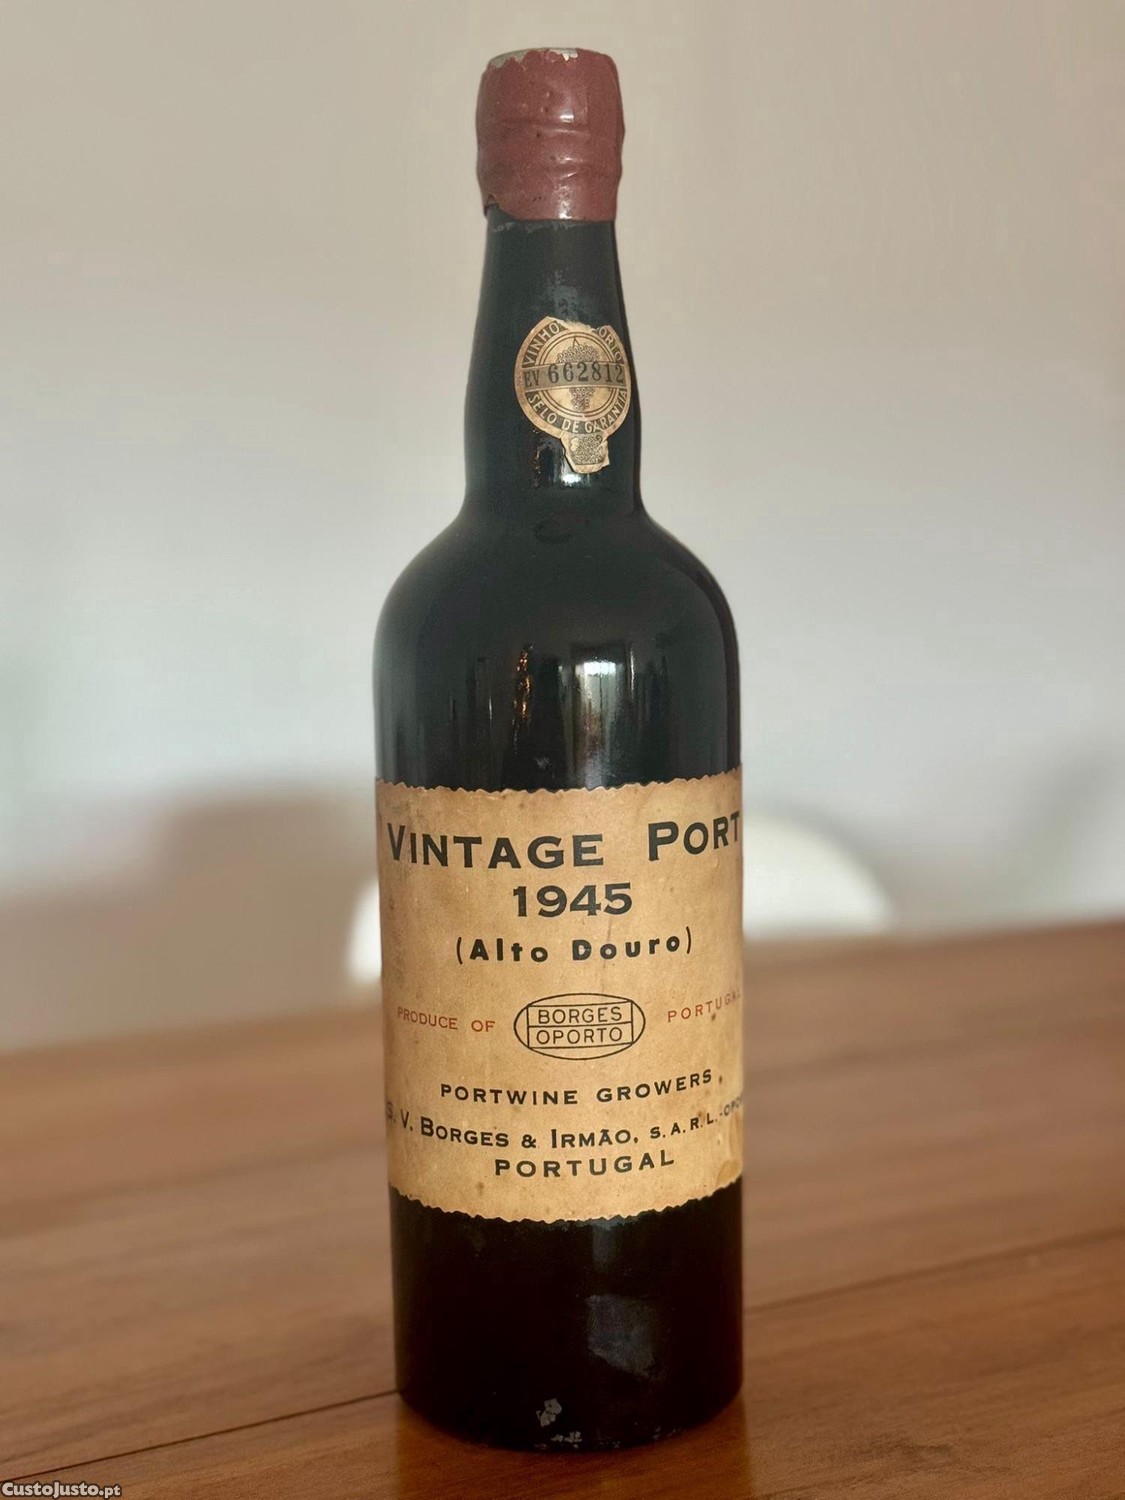 VINHO PORTO
EV 662812
SELO DE GARANTIA
VINTAGE PORT
1945
(Alto Douro)
PRODUCE OF BORGES OPORTO PORTUGAL
PORTWINE GROWERS
S. V. BORGES & IRMÃO, S.A.R.L.-OPO
PORTUGAL
CustoJusto.pt